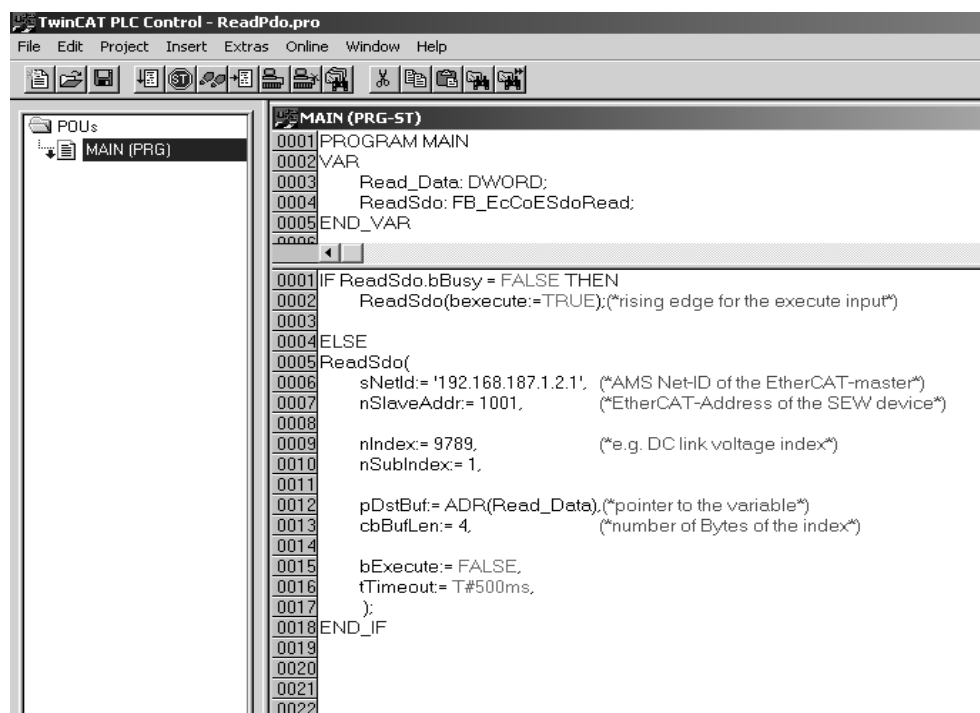 TwinCAT PLC Control - ReadPdo.pro
File Edit Project Insert Extras Online Window Help
POUs
MAIN (PRG)
MAIN (PRG-ST)
0001 PROGRAM MAIN
0002 VAR
0003 Read_Data: DWORD;
0004 ReadSdo: FB_EcCoESdoRead;
0005 END_VAR
0006
0001 IF ReadSdo.bBusy = FALSE THEN
0002 ReadSdo(bexecute:=TRUE);(*rising edge for the execute input*)
0003
0004 ELSE
0005 ReadSdo(
0006 sNetId:= '192.168.187.1.2.1', (*AMS Net-ID of the EtherCAT-master*)
0007 nSlaveAddr:= 1001, (*EtherCAT-Address of the SEW device*)
0008
0009 nIndex:= 9789, (*e.g. DC link voltage index*)
0010 nSubIndex:= 1,
0011
0012 pDstBuf:= ADR(Read_Data),(*pointer to the variable*)
0013 cbBufLen:= 4, (*number of Bytes of the index*)
0014
0015 bExecute:= FALSE,
0016 tTimeout:= T#500ms,
0017 );
0018 END_IF
0019
0020
0021
0022